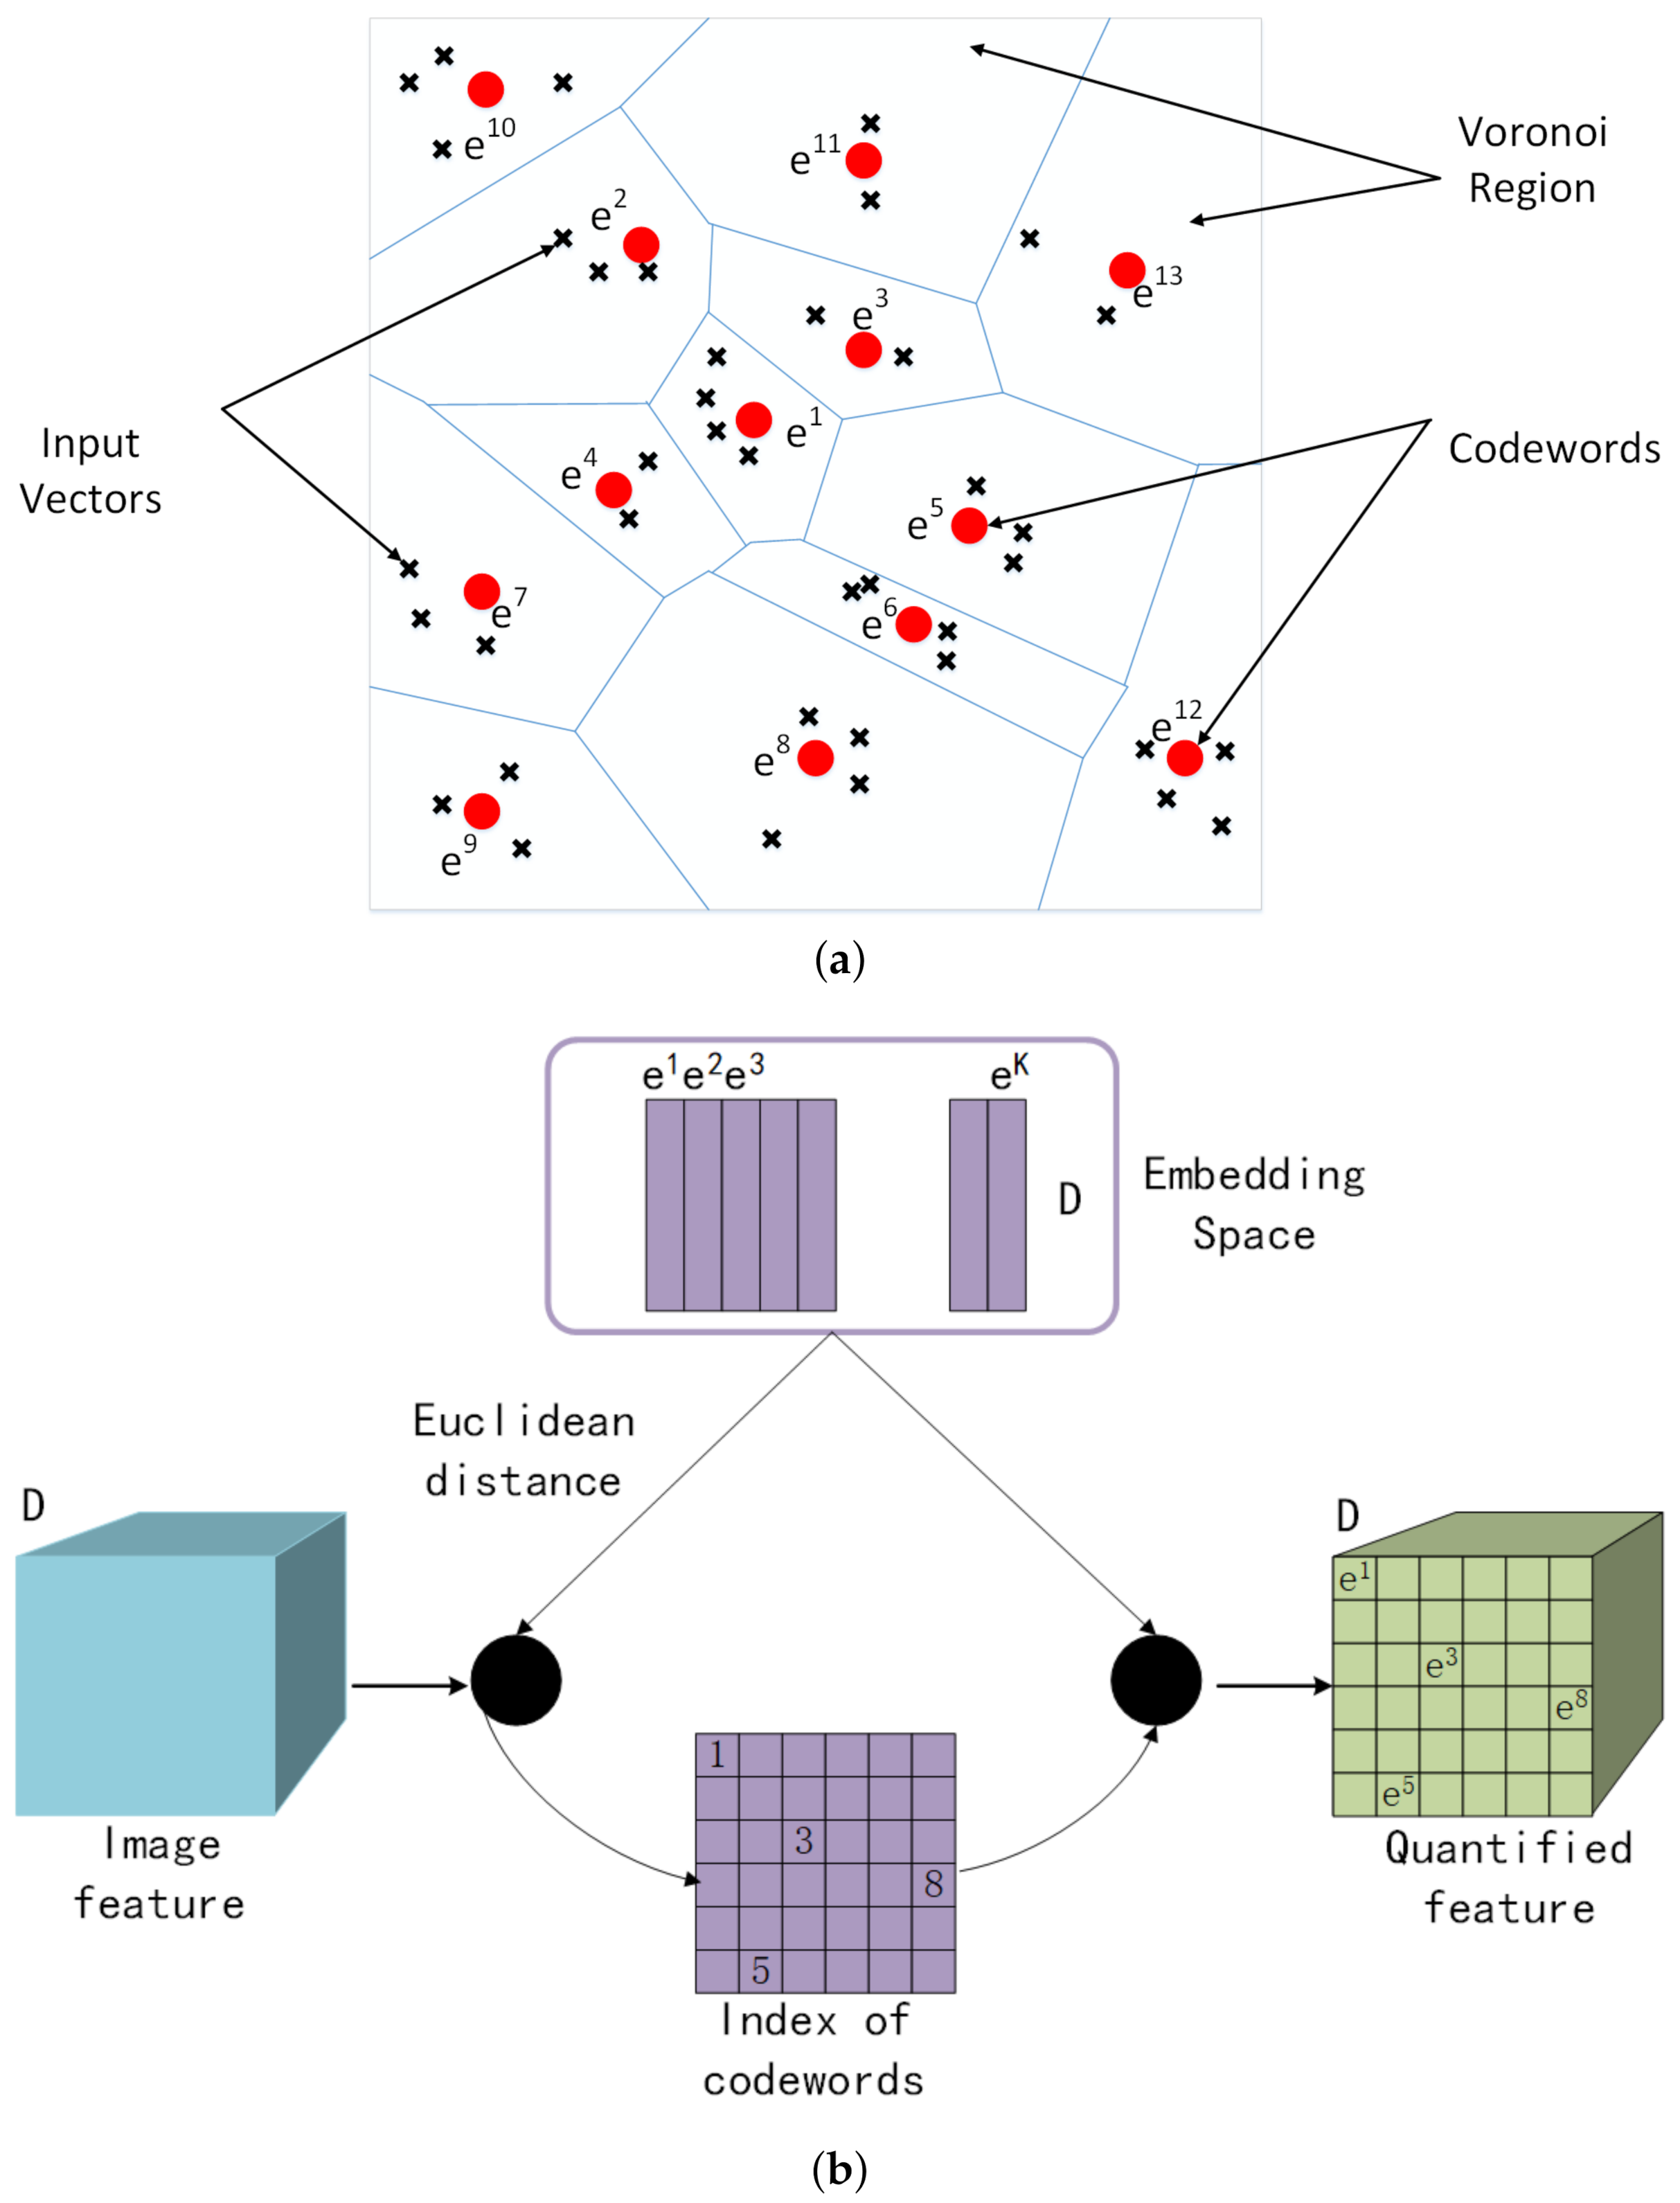 e^10
e^11
Voronoi
Region
e^2
e^13
e^3
e^1
Input
Vectors
e^4
Codewords
e^5
e^7
e^6
e^12
e^8
e^9
(a)
e^1e^2e^3
e^K
D
Embedding
Space
Euclidean
distance
D
D
e^1
e^3
e^8
e^5
1
3
8
5
Image
feature
Quantified
feature
Index of
codewords
(b)